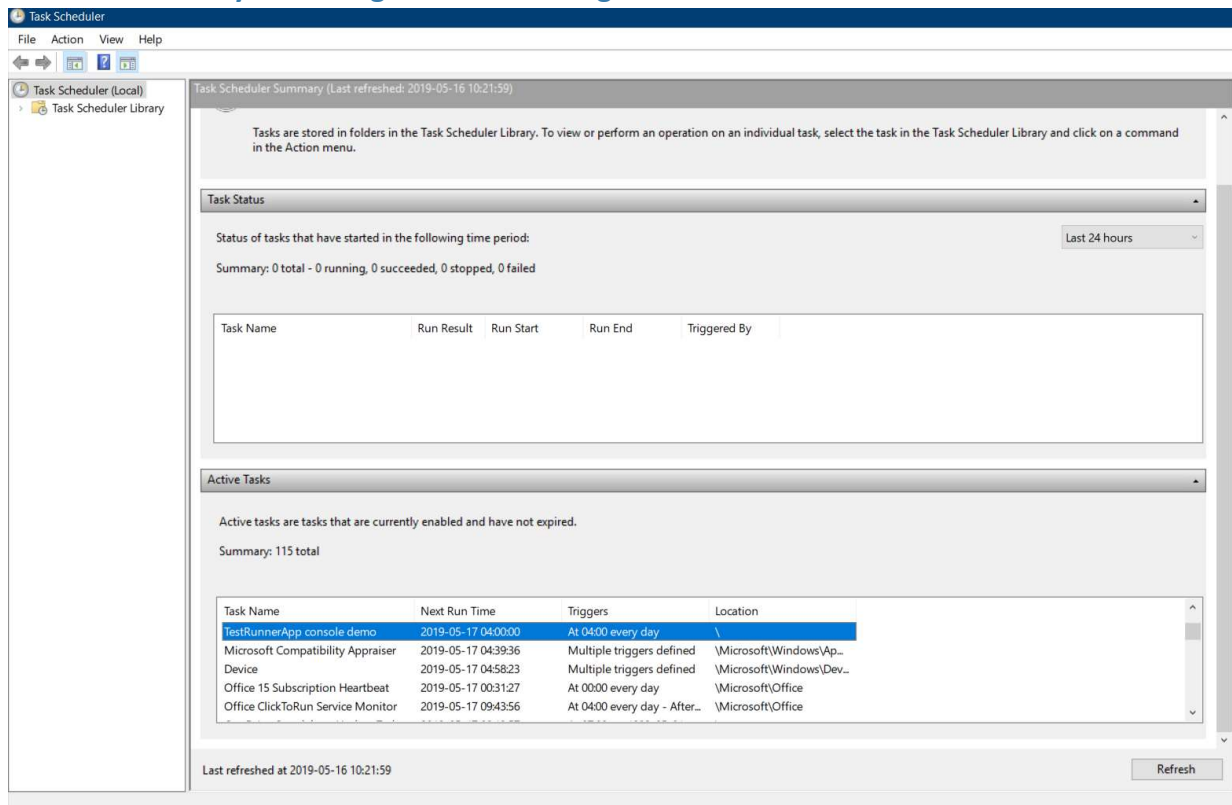 Task Scheduler
File Action View Help
Task Scheduler (Local)
Task Scheduler Library
Task Scheduler Summary (Last refreshed: 2019-05-16 10:21:59)
Tasks are stored in folders in the Task Scheduler Library. To view or perform an operation on an individual task, select the task in the Task Scheduler Library and click on a command
in the Action menu.
Task Status
Status of tasks that have started in the following time period:
Last 24 hours
Summary: 0 total - 0 running, 0 succeeded, 0 stopped, 0 failed
Task Name Run Result Run Start Run End Triggered By
Active Tasks
Active tasks are tasks that are currently enabled and have not expired.
Summary: 115 total
Task Name Next Run Time Triggers Location
TestRunnerApp console demo 2019-05-17 04:00:00 At 04:00 every day \
Microsoft Compatibility Appraiser 2019-05-17 04:39:36 Multiple triggers defined \Microsoft\Windows\Ap...
Device 2019-05-17 04:58:23 Multiple triggers defined \Microsoft\Windows\Dev...
Office 15 Subscription Heartbeat 2019-05-17 00:31:27 At 00:00 every day \Microsoft\Office
Office ClickToRun Service Monitor 2019-05-17 09:43:56 At 04:00 every day - After... \Microsoft\Office
Last refreshed at 2019-05-16 10:21:59
Refresh